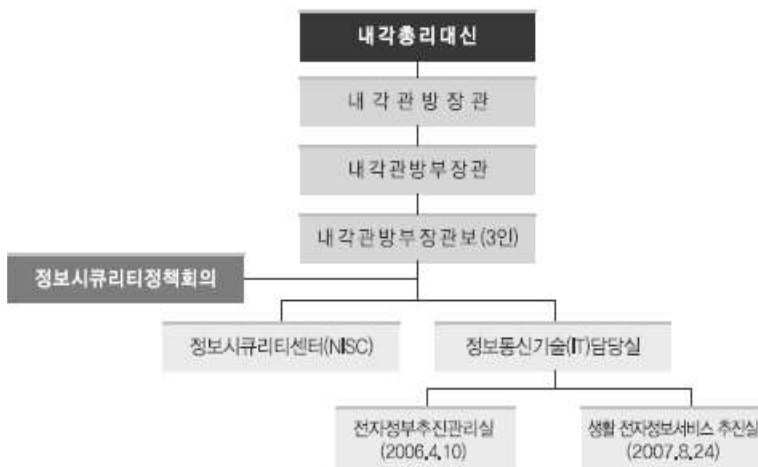 내각총리대신
내각관방장관
내각관방부장관
내각관방부장관보(3인)
정보시큐리티정책회의
정보시큐리티센터(NISC)
정보통신기술(IT)담당실
전자정부추진관리실
(2006.4.10)
생활 전자정보서비스 추진실
(2007.8.24)